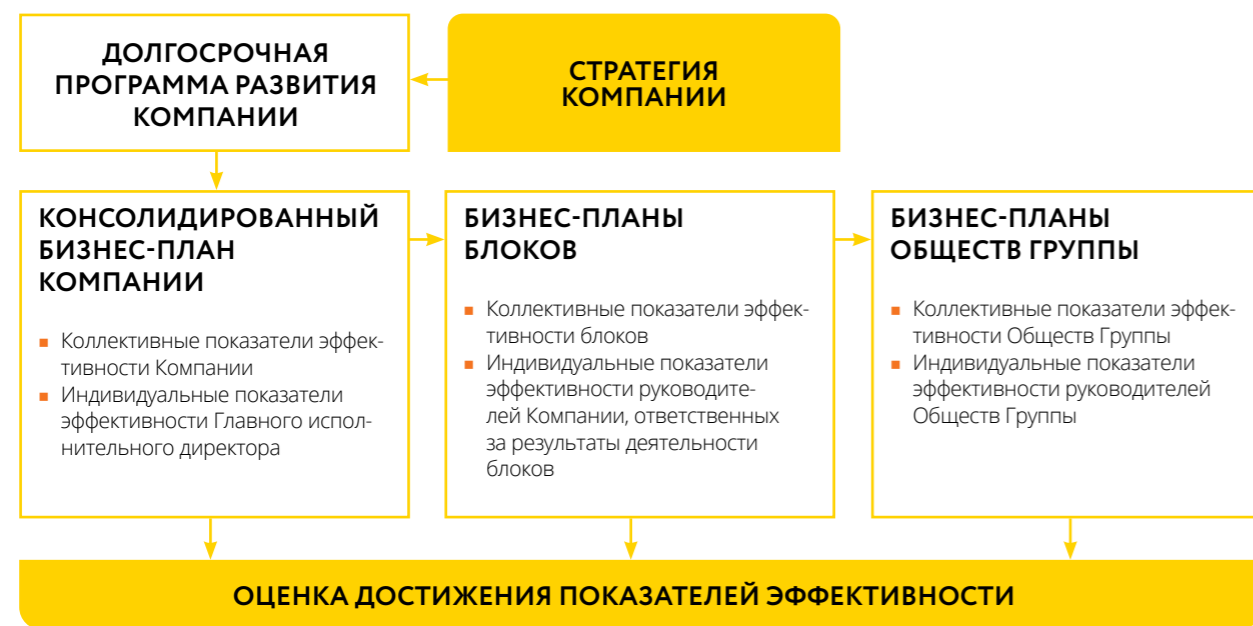 ДОЛГОСРОЧНАЯ
ПРОГРАММА РАЗВИТИЯ
КОМПАНИИ
СТРАТЕГИЯ
КОМПАНИИ
КОНСОЛИДИРОВАННЫЙ
БИЗНЕС-ПЛАН
КОМПАНИИ
■ Коллективные показатели эффек-
тивности Компании
■ Индивидуальные показатели
эффективности Главного испол-
нительного директора
БИЗНЕС-ПЛАНЫ
БЛОКОВ
■ Коллективные показатели эффек-
тивности блоков
■ Индивидуальные показатели
эффективности руководите-
лей Компании, ответственных
за результаты деятельности
блоков
БИЗНЕС-ПЛАНЫ
ОБЩЕСТВ ГРУППЫ
■ Коллективные показатели эффек-
тивности Обществ Группы
■ Индивидуальные показатели
эффективности руководителей
Обществ Группы
ОЦЕНКА ДОСТИЖЕНИЯ ПОКАЗАТЕЛЕЙ ЭФФЕКТИВНОСТИ